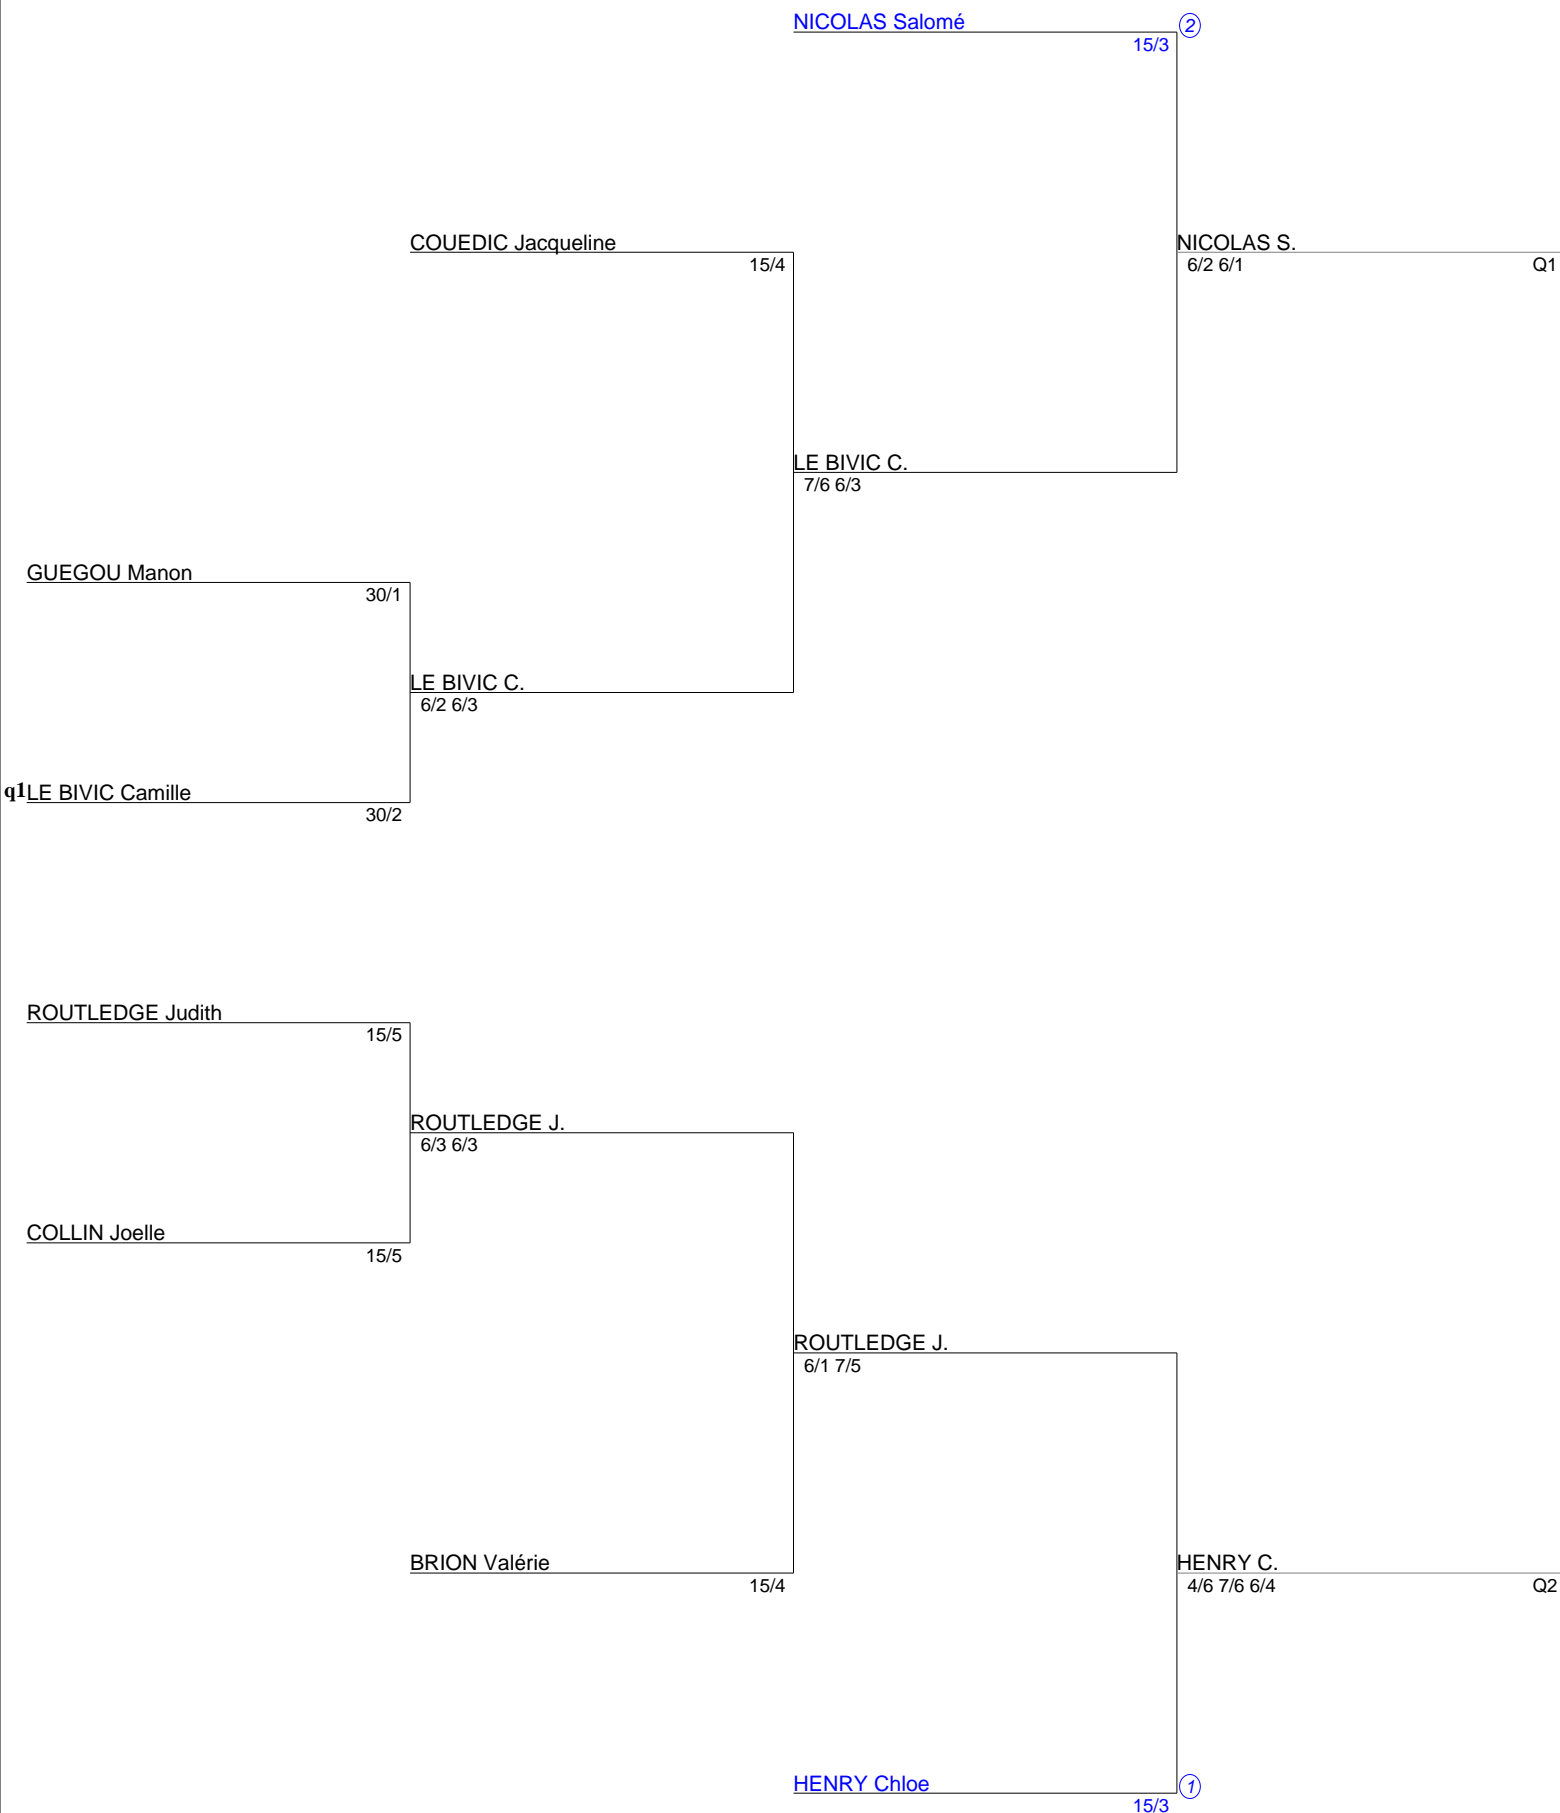 NICOLAS Salomé
2
15/3
COUEDIC Jacqueline
15/4
NICOLAS S.
6/2 6/1
Q1
LE BIVIC C.
7/6 6/3
GUEGOU Manon
30/1
LE BIVIC C.
6/2 6/3
q1 LE BIVIC Camille
30/2
ROUTLEDGE Judith
15/5
ROUTLEDGE J.
6/3 6/3
COLLIN Joelle
15/5
ROUTLEDGE J.
6/1 7/5
BRION Valérie
15/4
HENRY C.
4/6 7/6 6/4
Q2
HENRY Chloe
1
15/3